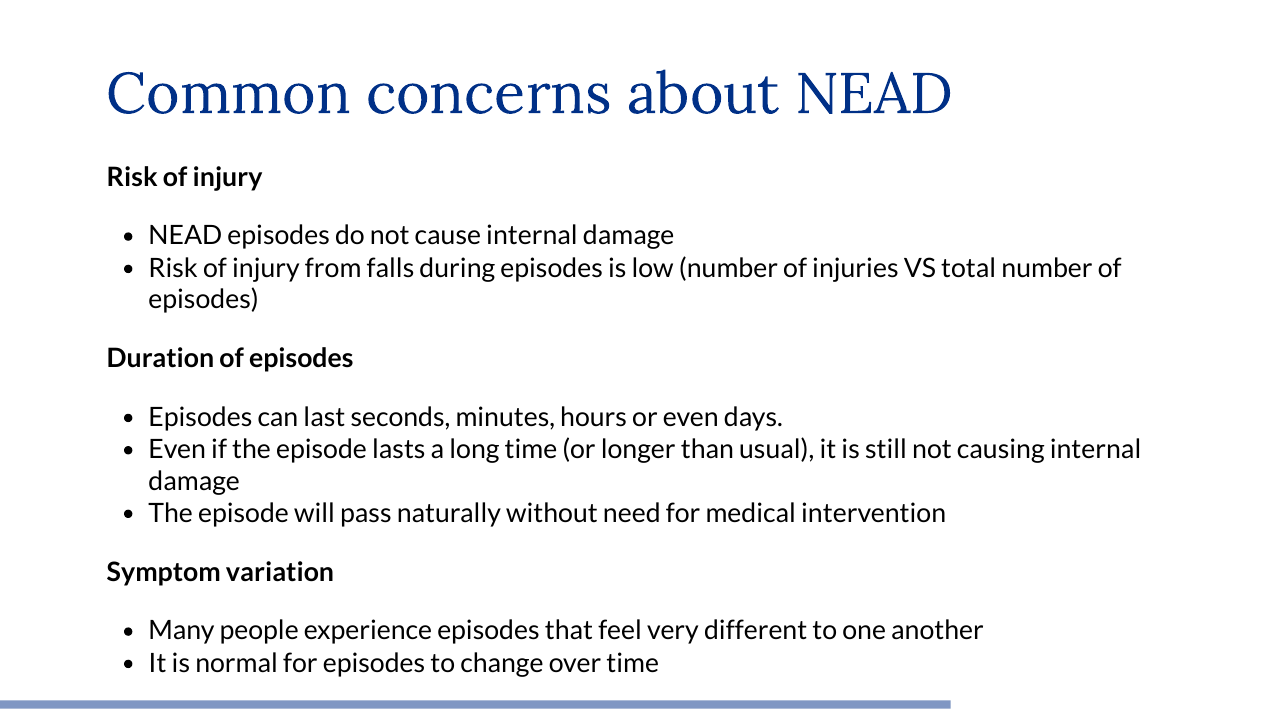 Common concerns about NEAD
Risk of injury
• NEAD episodes do not cause internal damage
• Risk of injury from falls during episodes is low (number of injuries VS total number of
episodes)
Duration of episodes
• Episodes can last seconds, minutes, hours or even days.
• Even if the episode lasts a long time (or longer than usual), it is still not causing internal
damage
• The episode will pass naturally without need for medical intervention
Symptom variation
• Many people experience episodes that feel very different to one another
• It is normal for episodes to change over time